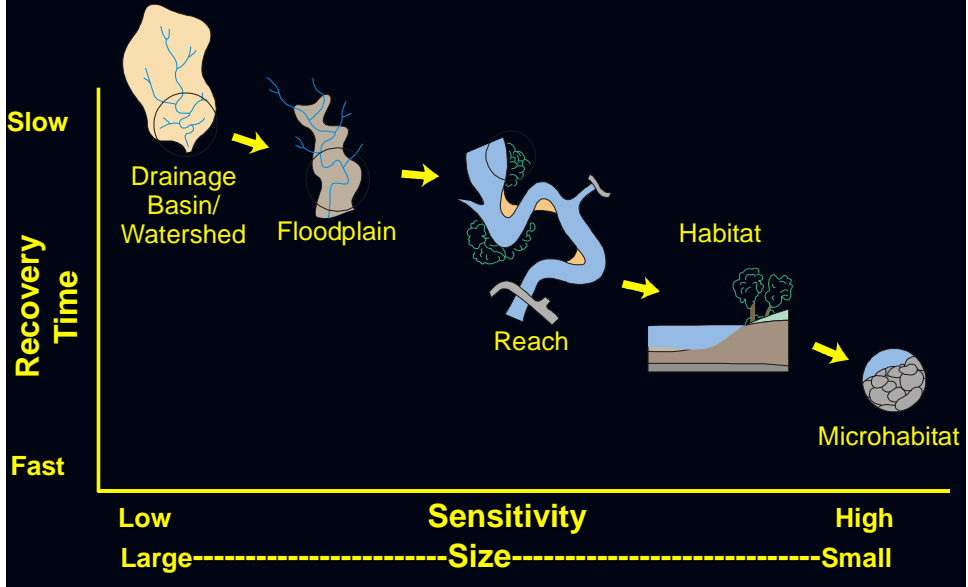 Slow
Drainage
Basin/
Watershed
Floodplain
Habitat
Recovery
Time
Reach
Microhabitat
Fast
Low Sensitivity High
Large-----------------------Size----------------------------Small